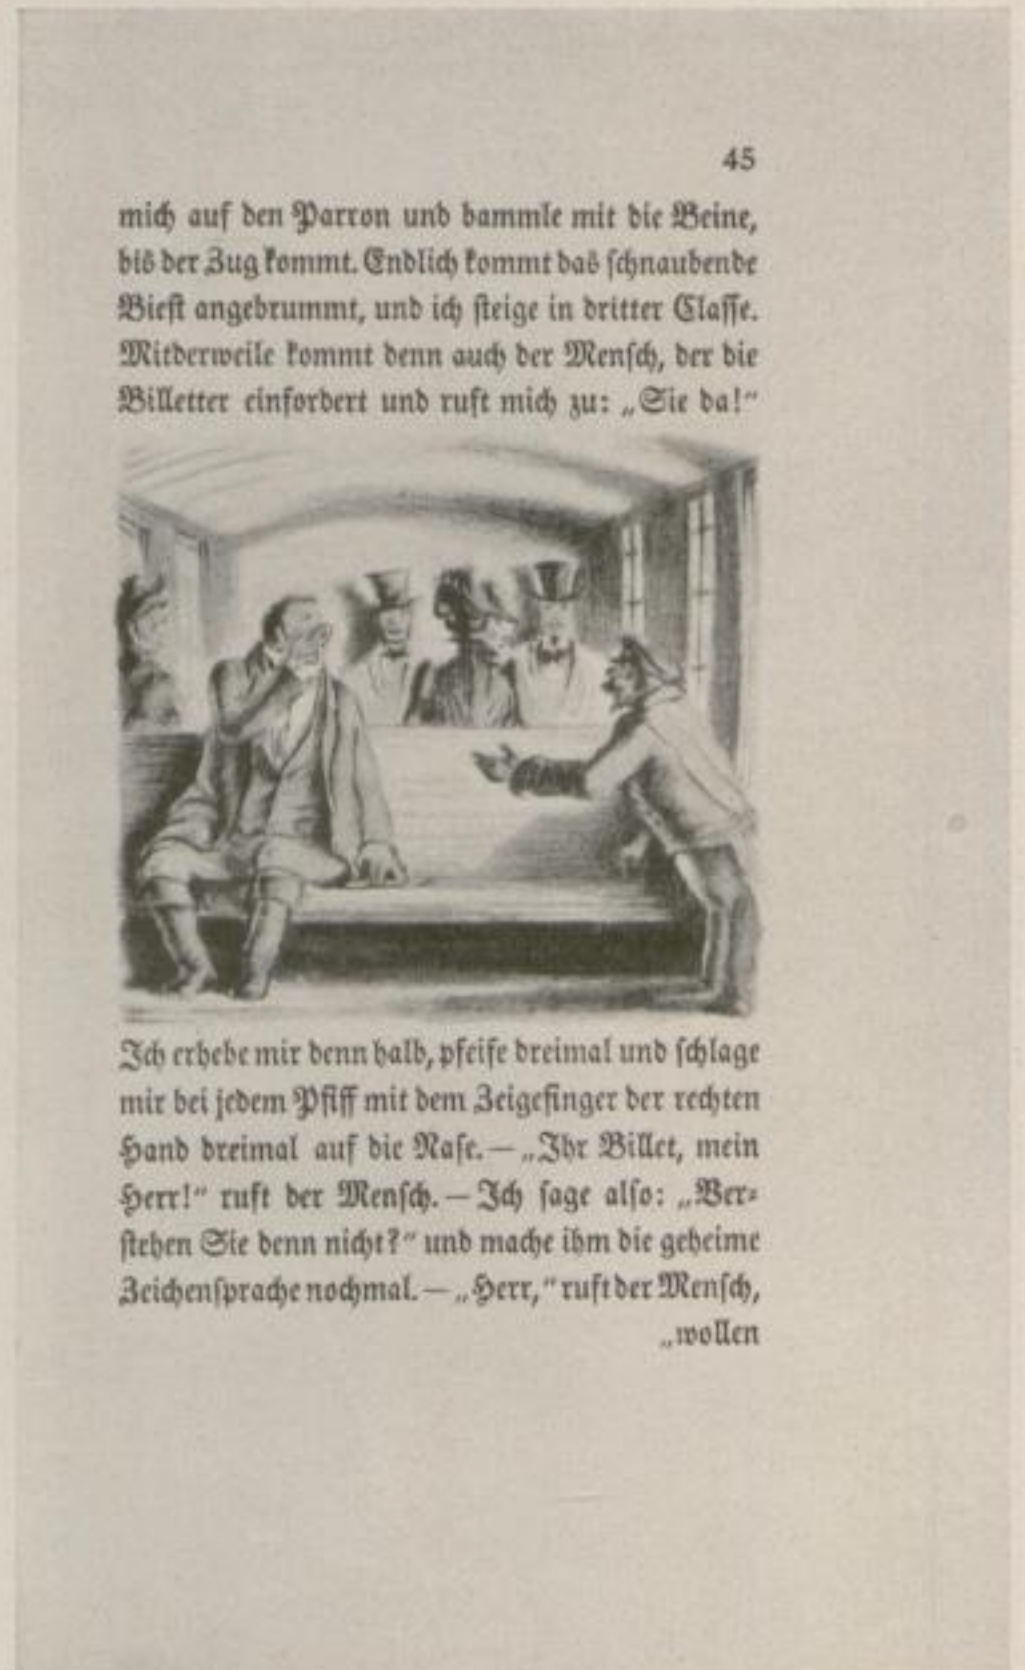 45
mich auf den Parron und bammle mit die Beine,
bis der Zug kommt. Endlich kommt das schnaubende
Biest angebrummt, und ich steige in dritter Classe.
Mitderweile kommt denn auch der Mensch, der die
Billetter einfordert und ruft mich zu: „Sie da!“
Ich erhebe mir denn halb, pfeife dreimal und schlage
mir bei jedem Pfiff mit dem Zeigefinger der rechten
Hand dreimal auf die Nase. — „Ihr Billet, mein
Herr!“ ruft der Mensch. — Ich sage also: „Ver-
stehen Sie denn nicht?“ und mache ihm die geheime
Zeichensprache nochmal. — „Herr,“ ruft der Mensch,
„wollen